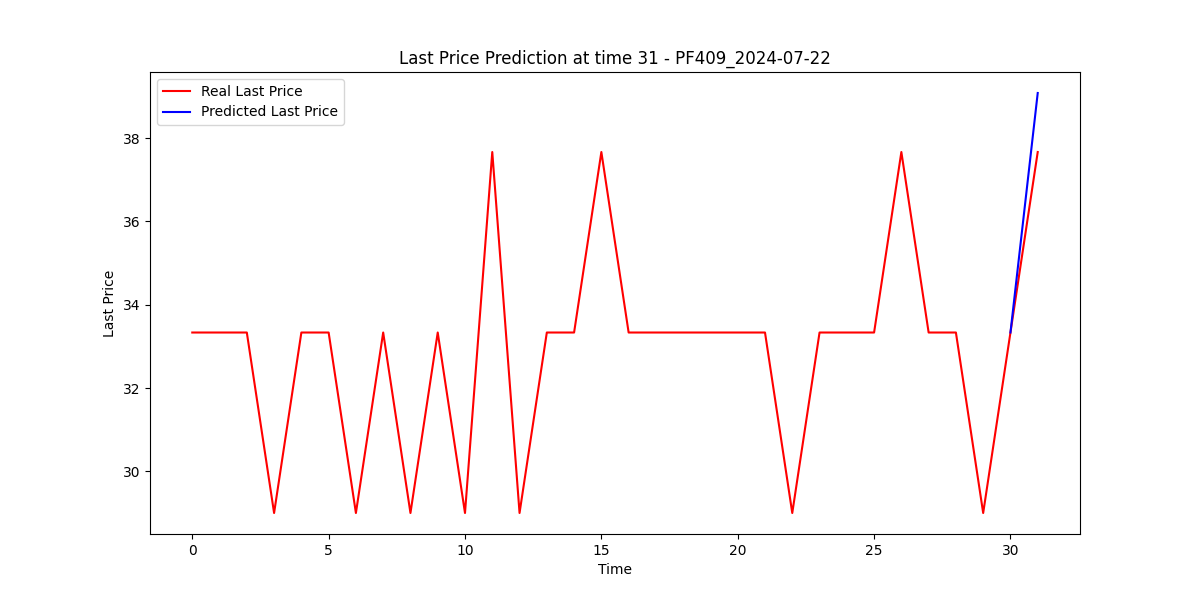 Last Price Prediction at time 31 - PF409_2024-07-22
Real Last Price
Predicted Last Price
38
36
34
32
30
Last Price
0 5 10 15 20 25 30
Time